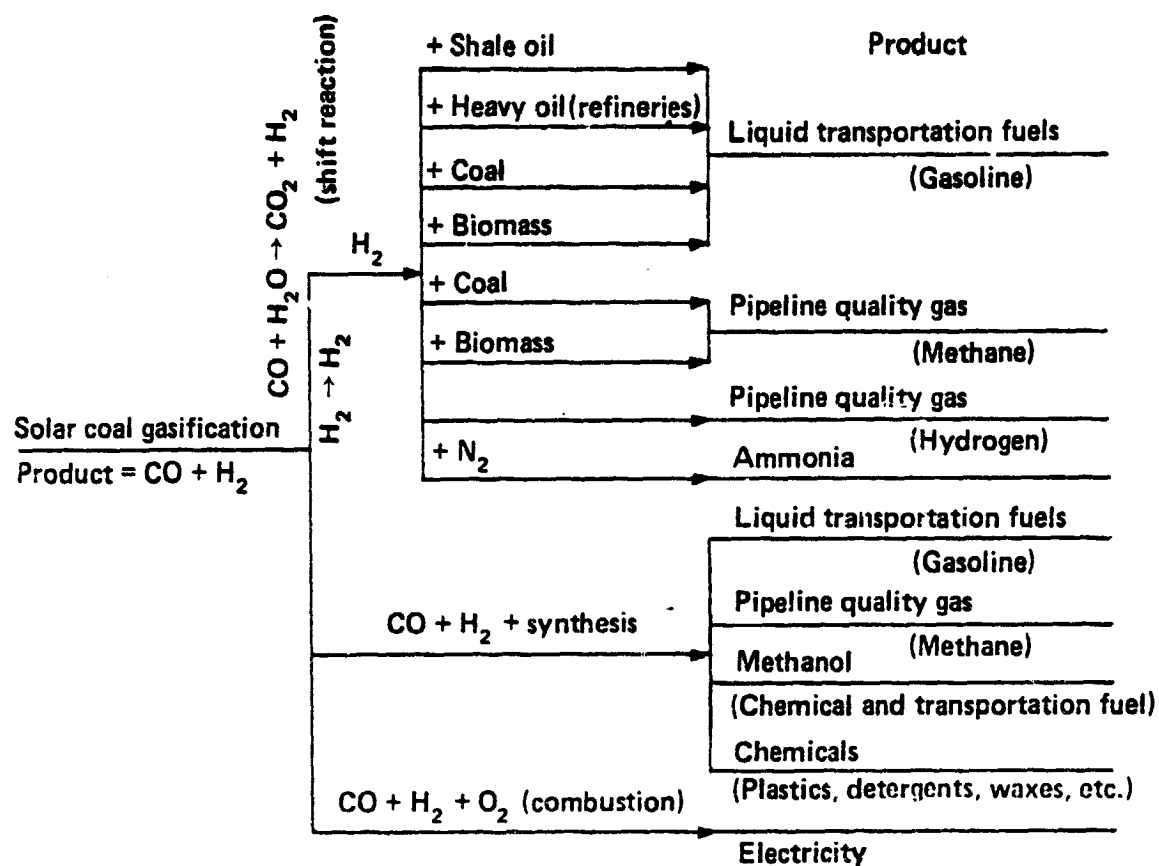 CO + H₂O → CO₂ + H₂
(shift reaction)
H₂ → H₂
Product
+ Shale oil
+ Heavy oil (refineries)
Liquid transportation fuels
(Gasoline)
+ Coal
+ Biomass
H₂
+ Coal
Pipeline quality gas
(Methane)
+ Biomass
Pipeline quality gas
(Hydrogen)
+ N₂
Ammonia
Solar coal gasification
Product = CO + H₂
Liquid transportation fuels
(Gasoline)
CO + H₂ + synthesis
Pipeline quality gas
(Methane)
Methanol
(Chemical and transportation fuel)
Chemicals
(Plastics, detergents, waxes, etc.)
CO + H₂ + O₂ (combustion)
Electricity